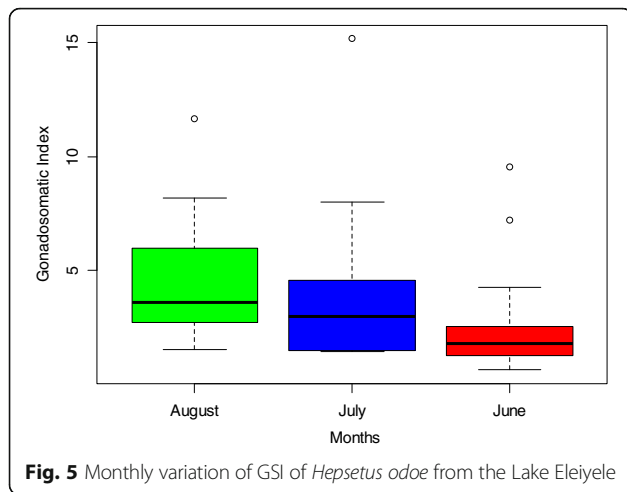 15
10
5
Gonadosomatic Index
August
July
June
Months
Fig. 5 Monthly variation of GSI of Hepsetus odoe from the Lake Eleiyele